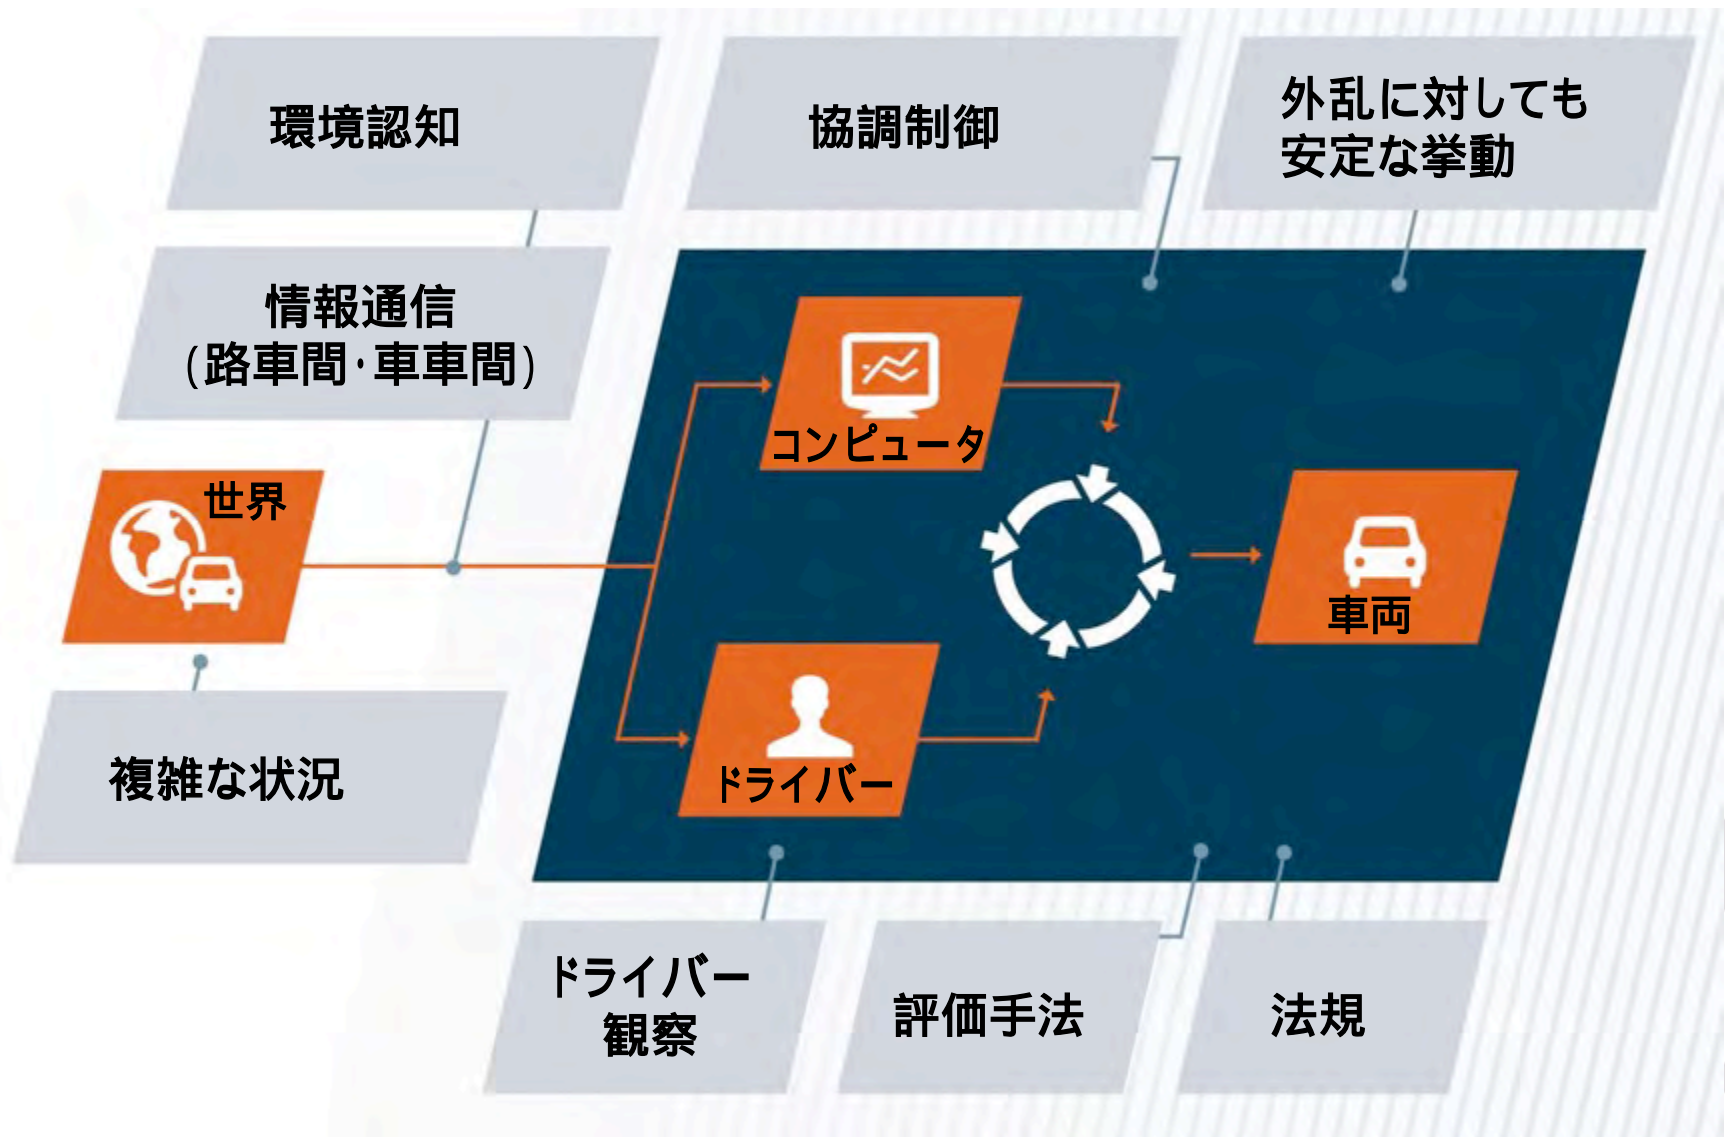 環境認知
協調制御
外乱に対しても
安定な挙動
情報通信
(路車間･車車間)
コンピュータ
世界
車両
ドライバー
複雑な状況
ドライバー
観察
評価手法
法規